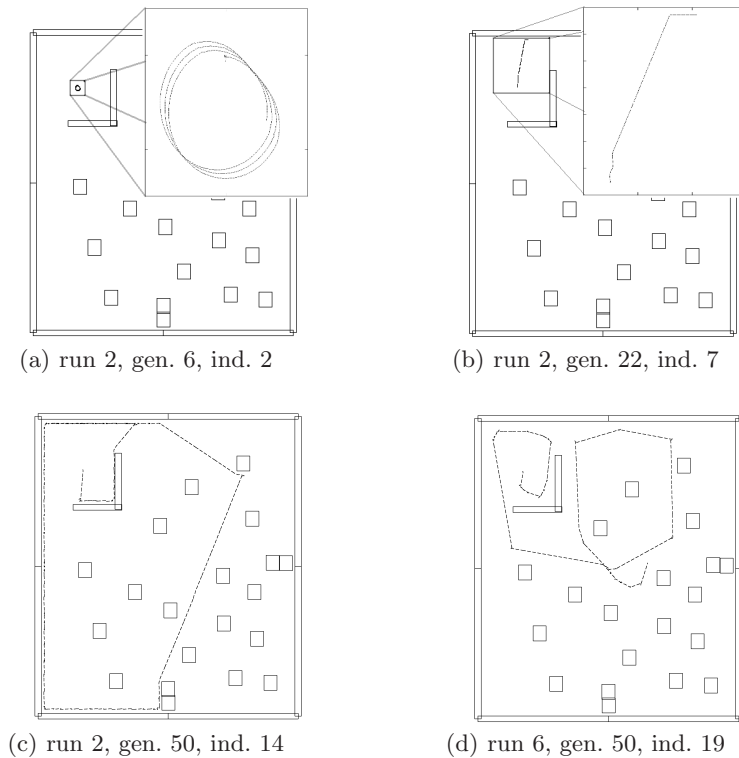 (a) run 2, gen. 6, ind. 2
(b) run 2, gen. 22, ind. 7
(c) run 2, gen. 50, ind. 14
(d) run 6, gen. 50, ind. 19